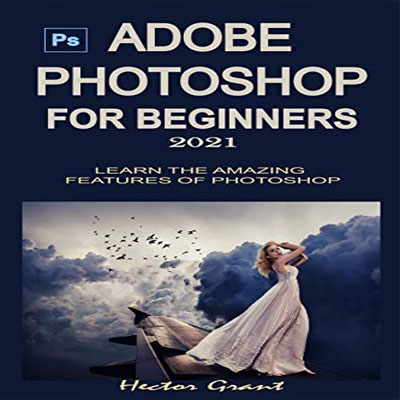 Ps
ADOBE
PHOTOSHOP
FOR BEGINNERS
2021
LEARN THE AMAZING
FEATURES OF PHOTOSHOP
Hector Grant